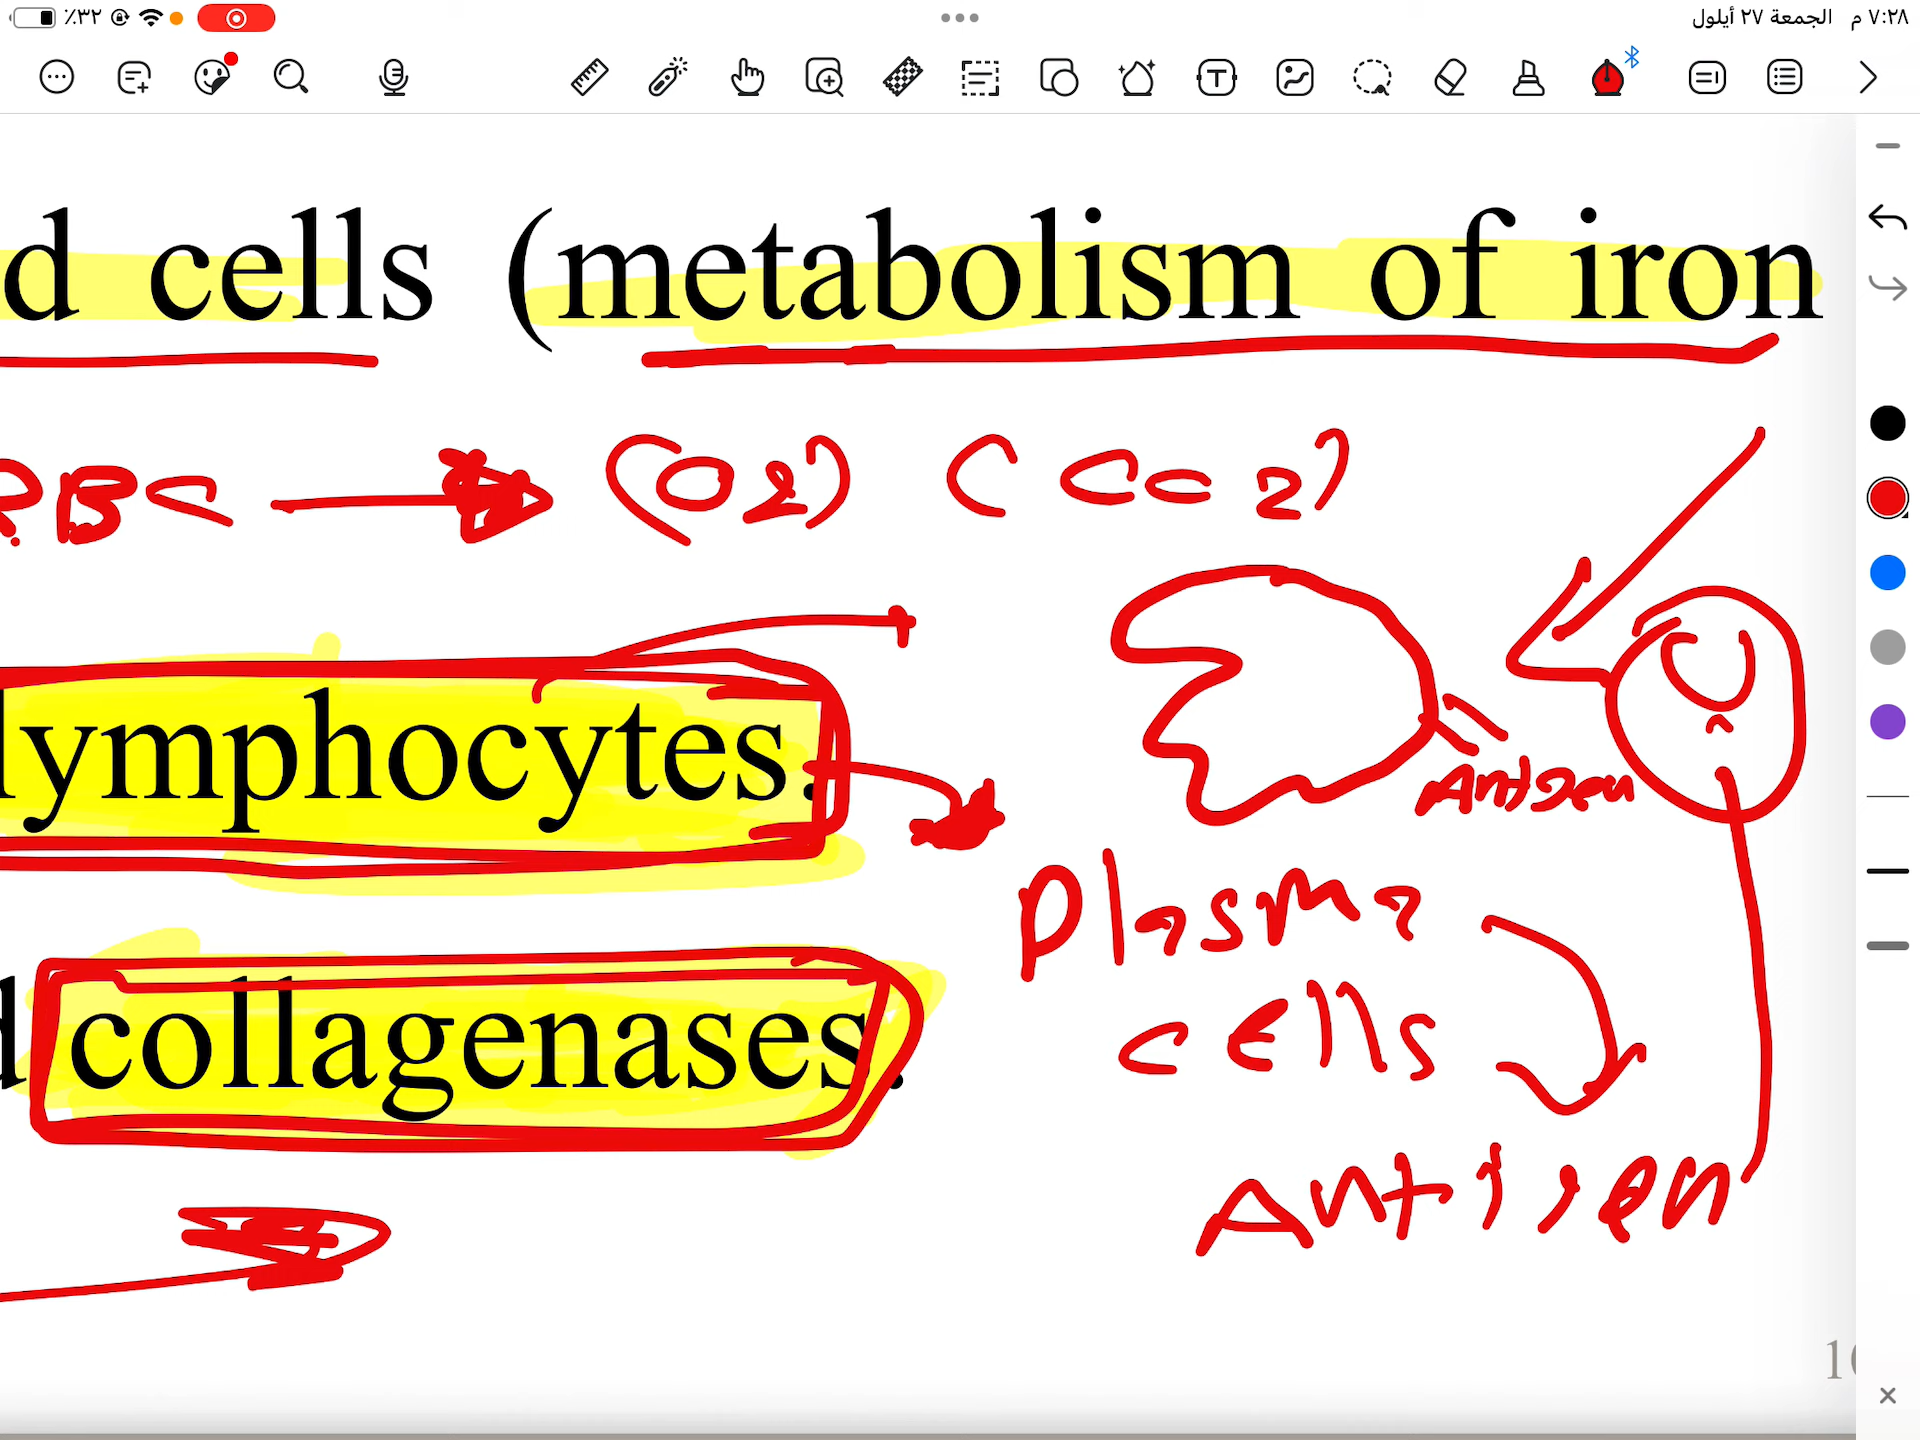 ٪٣٢
٧:٢٨ م الجمعة ٢٧ أيلول
d cells (metabolism of iron
RBC (O2) (CO2)
lymphocytes.
Antigen
Plasma
cells
collagenases.
Antigen